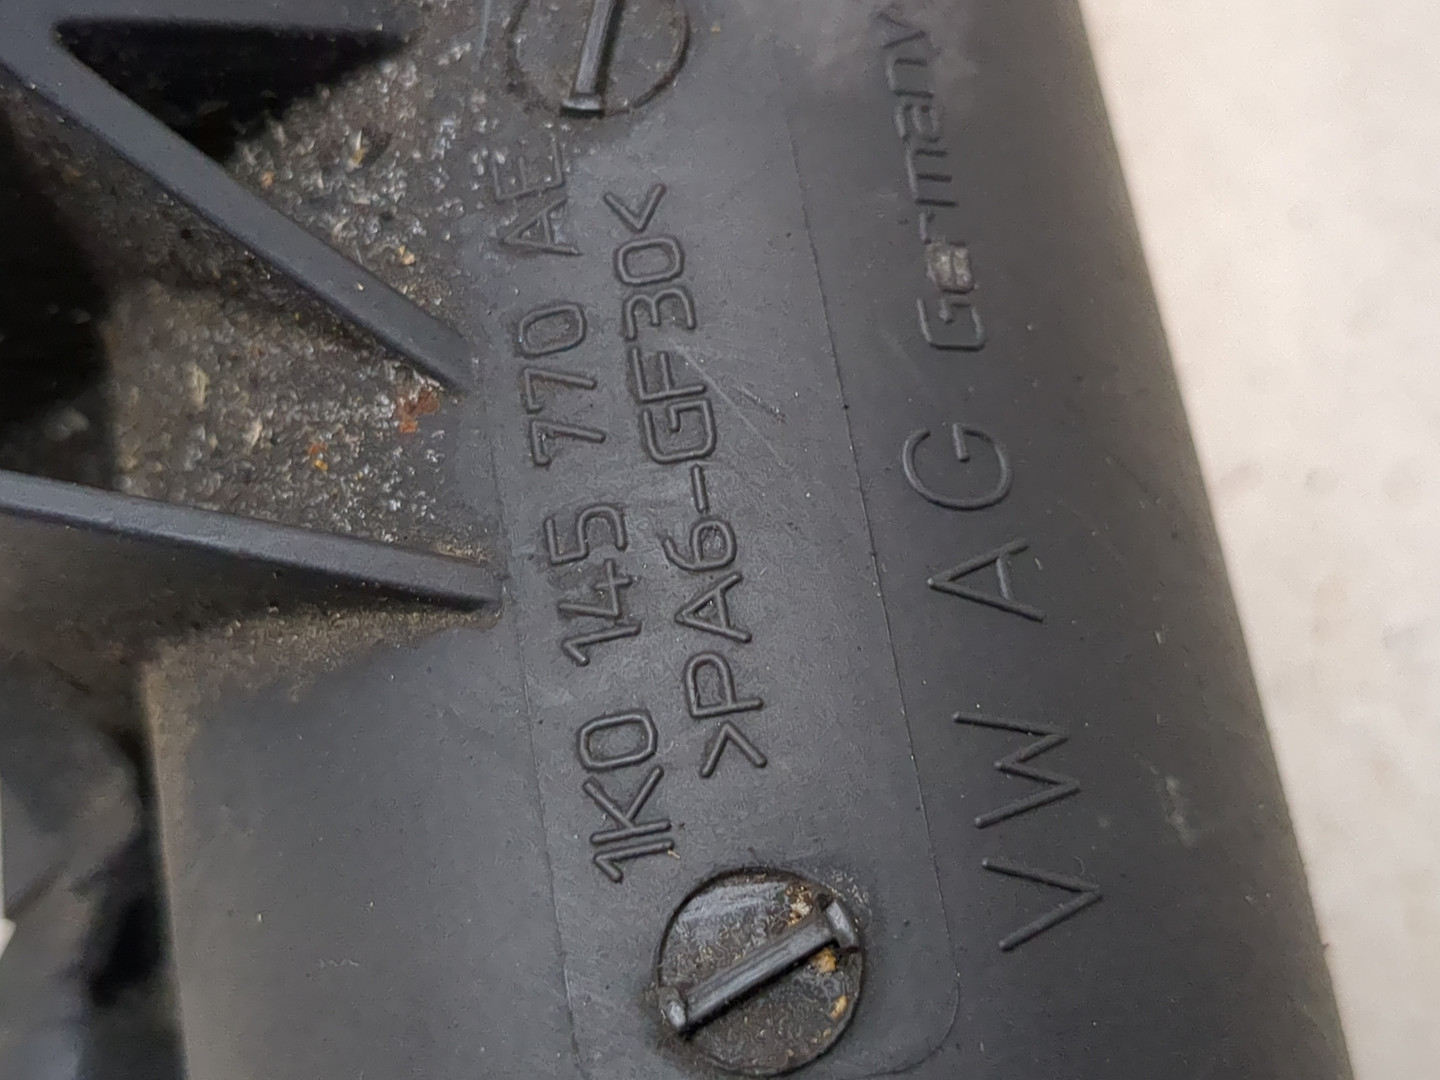 1K0 145 770 AE
>PA6-GF30<
VW AG Germany